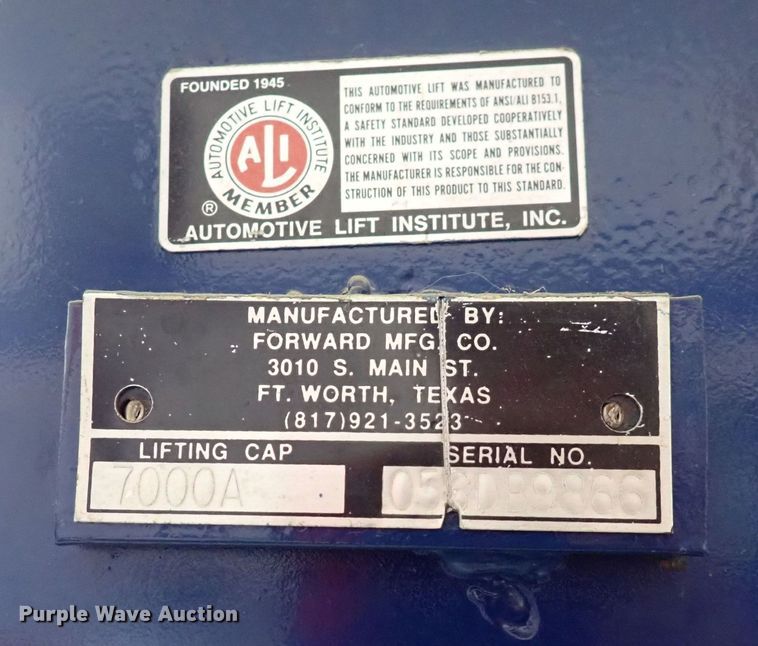 FOUNDED 1945
AUTOMOTIVE LIFT INSTITUTE
ALI
MEMBER
®
THIS AUTOMOTIVE LIFT WAS MANUFACTURED TO
CONFORM TO THE REQUIREMENTS OF ANSI/ALI B153.1,
A SAFETY STANDARD DEVELOPED COOPERATIVELY
WITH THE INDUSTRY AND THOSE SUBSTANTIALLY
CONCERNED WITH ITS SCOPE AND PROVISIONS.
THE MANUFACTURER IS RESPONSIBLE FOR THE CON-
STRUCTION OF THIS PRODUCT TO THIS STANDARD.
AUTOMOTIVE LIFT INSTITUTE, INC.
MANUFACTURED BY:
FORWARD MFG. CO.
3010 S. MAIN ST.
FT. WORTH, TEXAS
(817)921-3523
LIFTING CAP
7000A
SERIAL NO.
Purple Wave Auction